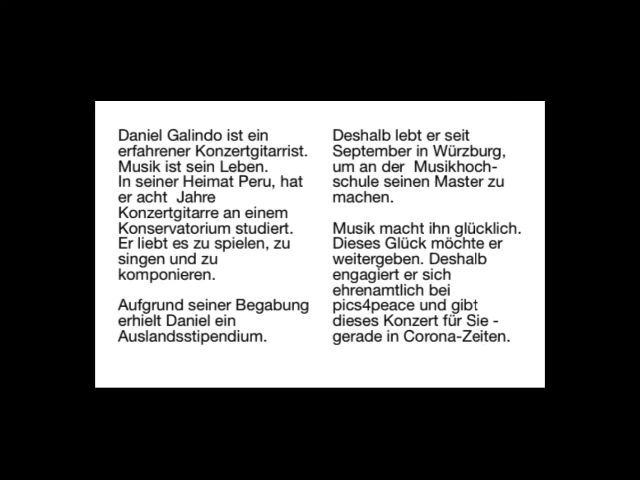 Daniel Galindo ist ein
erfahrener Konzertgitarrist.
Musik ist sein Leben.
In seiner Heimat Peru, hat
er acht  Jahre
Konzertgitarre an einem
Konservatorium studiert.
Er liebt es zu spielen, zu
singen und zu
komponieren.

Aufgrund seiner Begabung
erhielt Daniel ein
Auslandsstipendium.

Deshalb lebt er seit
September in Würzburg,
um an der  Musikhoch-
schule seinen Master zu
machen.

Musik macht ihn glücklich.
Dieses Glück möchte er
weitergeben. Deshalb
engagiert er sich
ehrenamtlich bei
pics4peace und gibt
dieses Konzert für Sie -
gerade in Corona-Zeiten.